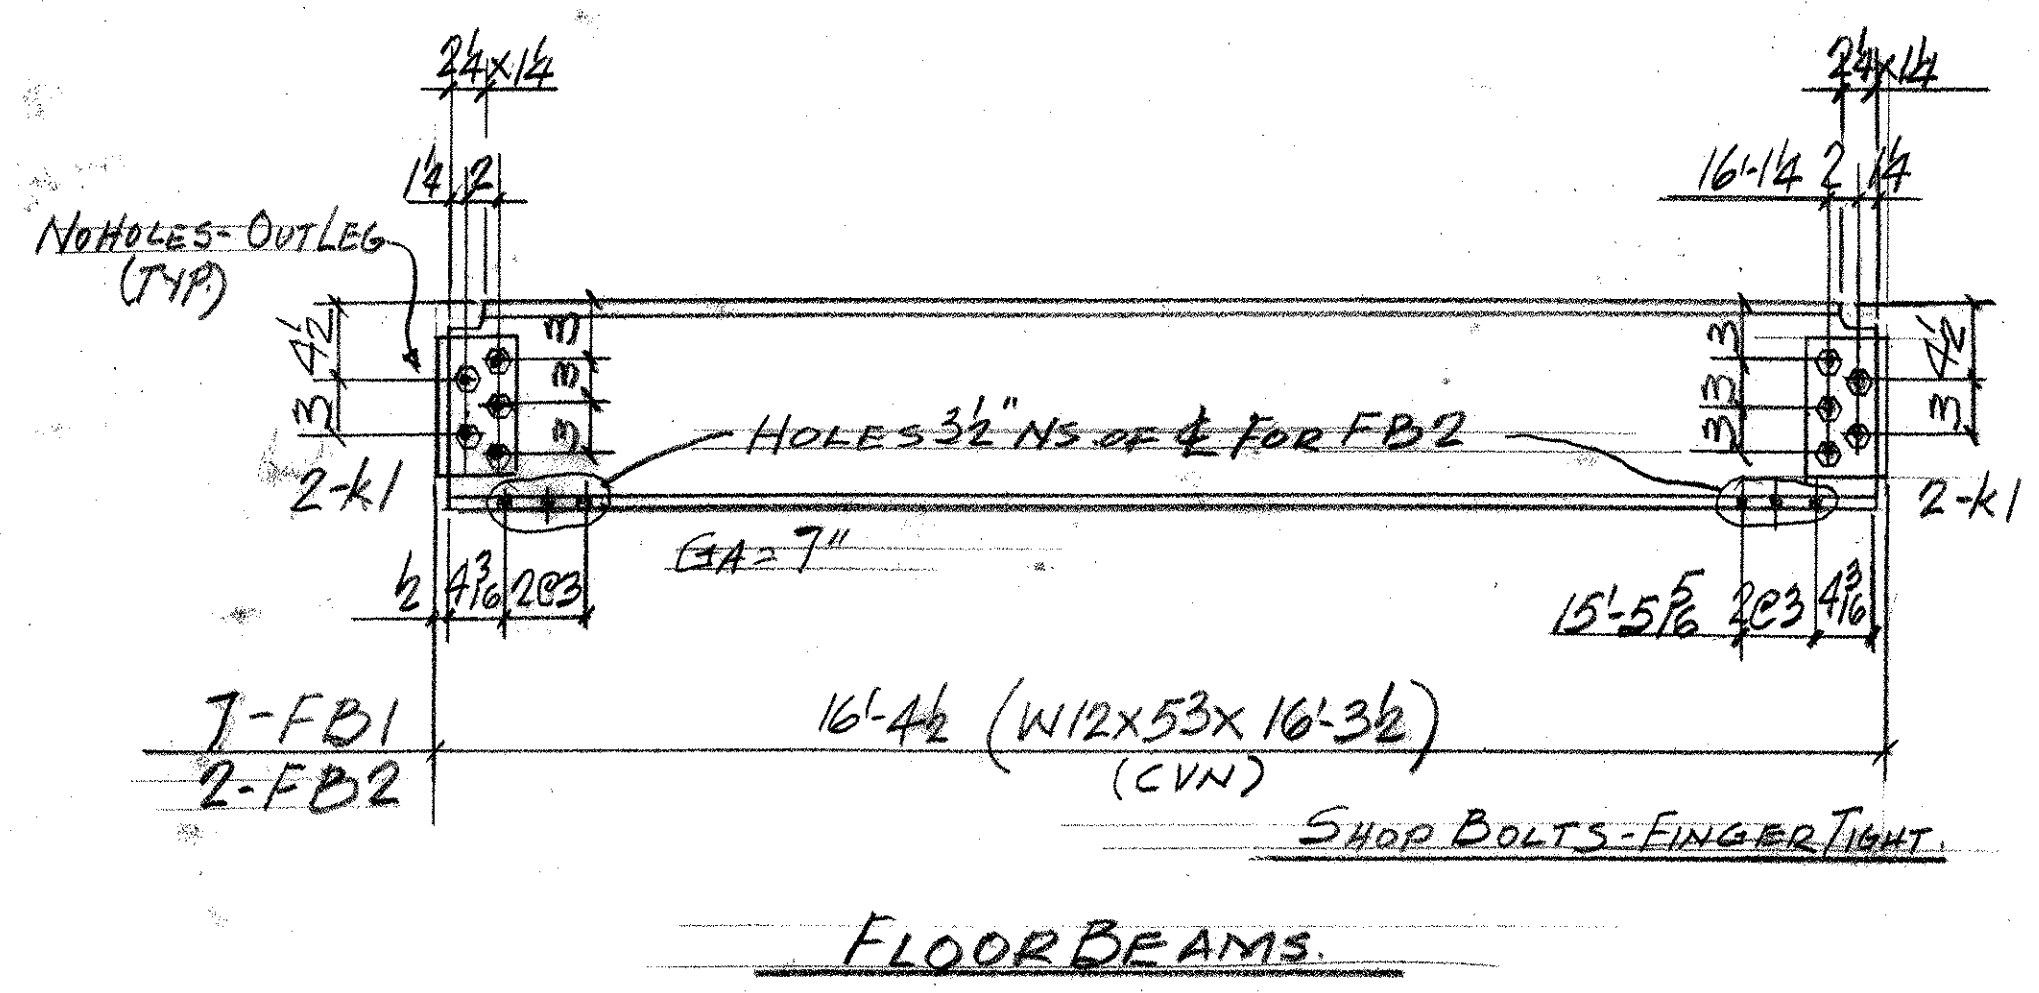 2¼x1¼
2¼x1¼
1¼ 2
16'-1¼ 2 1¼
NO HOLES - OUT LEG
(TYP.)
4½
3
3
3
3
3
3
3
4½
3
HOLES 3½" NS OF ℄ FOR FB2
2-k1
2-k1
GA = 7"
½ 4 3/16 2@3
15'-5 5/16 2@3 4 3/16
7-FB1
2-FB2
16'-4½ (W12x53x 16'-3½)
(CVN)
SHOP BOLTS - FINGER TIGHT.
FLOOR BEAMS.